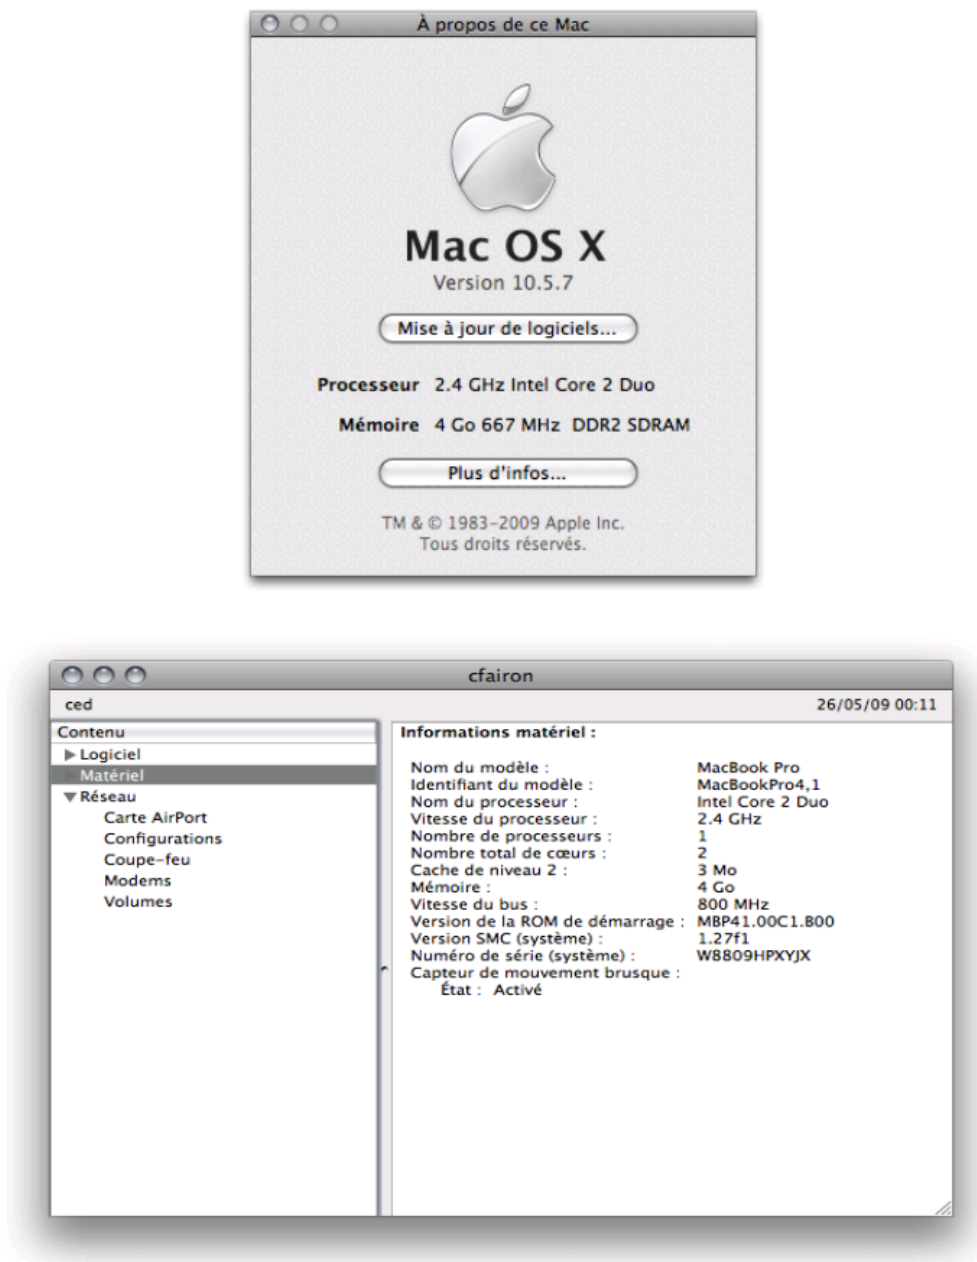 À propos de ce Mac
Mac OS X
Version 10.5.7
Mise à jour de logiciels...
Processeur 2.4 GHz Intel Core 2 Duo
Mémoire 4 Go 667 MHz DDR2 SDRAM
Plus d'infos...
TM & © 1983-2009 Apple Inc.
Tous droits réservés.
cfairon
ced 26/05/09 00:11
Contenu
Logiciel
Matériel
Réseau
Carte AirPort
Configurations
Coupe-feu
Modems
Volumes
Informations matériel :
Nom du modèle : MacBook Pro
Identifiant du modèle : MacBookPro4,1
Nom du processeur : Intel Core 2 Duo
Vitesse du processeur : 2.4 GHz
Nombre de processeurs : 1
Nombre total de cœurs : 2
Cache de niveau 2 : 3 Mo
Mémoire : 4 Go
Vitesse du bus : 800 MHz
Version de la ROM de démarrage : MBP41.00C1.B00
Version SMC (système) : 1.27f1
Numéro de série (système) : W8809HPXYJX
Capteur de mouvement brusque :
État : Activé